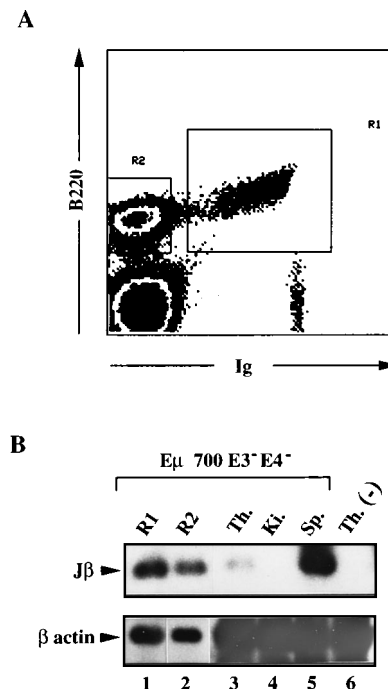 A
B220
R2
R1
Ig
B
Eμ 700 E3⁻ E4⁻
R1 R2 Th. Ki. Sp. Th. (-)
Jβ
β actin
1 2 3 4 5 6